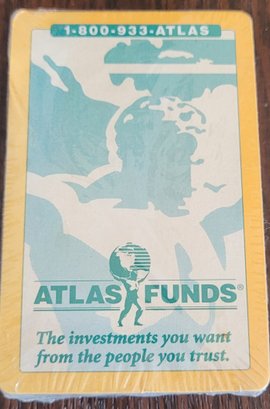 1-800-933-ATLAS
ATLAS FUNDS®
The investments you want
from the people you trust.